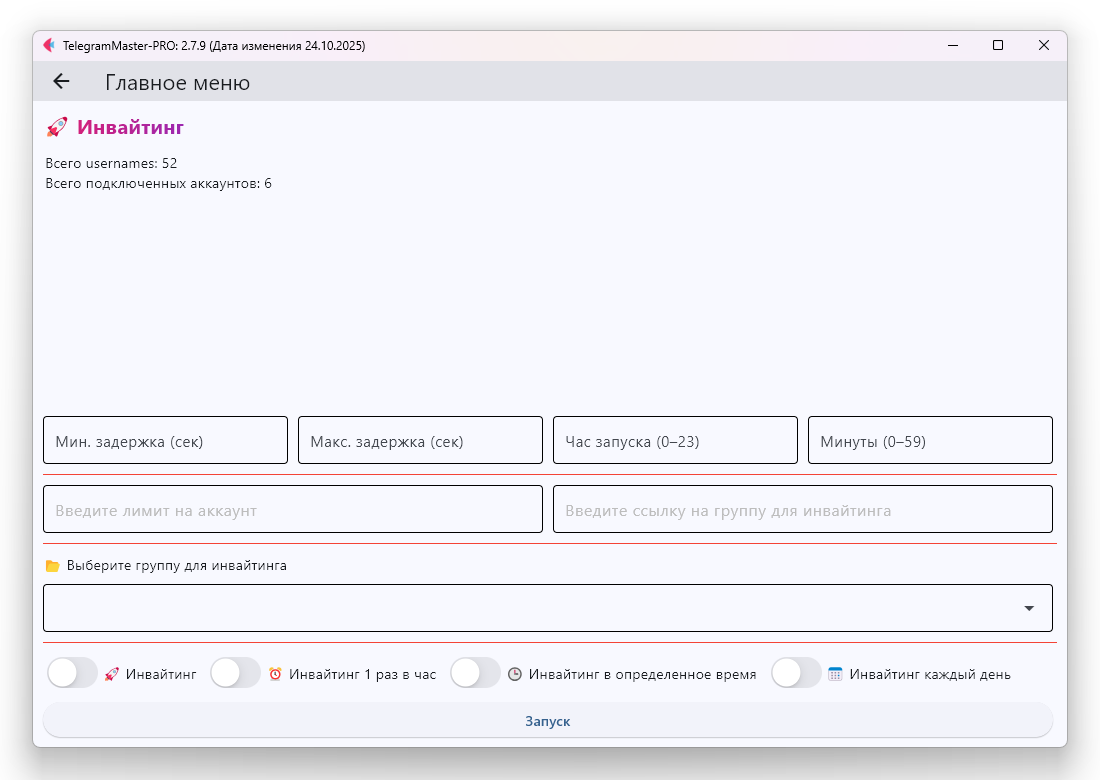 TelegramMaster-PRO: 2.7.9 (Дата изменения 24.10.2025)
Главное меню
Инвайтинг
Всего usernames: 52
Всего подключенных аккаунтов: 6
Мин. задержка (сек)
Макс. задержка (сек)
Час запуска (0–23)
Минуты (0–59)
Введите лимит на аккаунт
Введите ссылку на группу для инвайтинга
Выберите группу для инвайтинга
Инвайтинг
Инвайтинг 1 раз в час
Инвайтинг в определенное время
Инвайтинг каждый день
Запуск